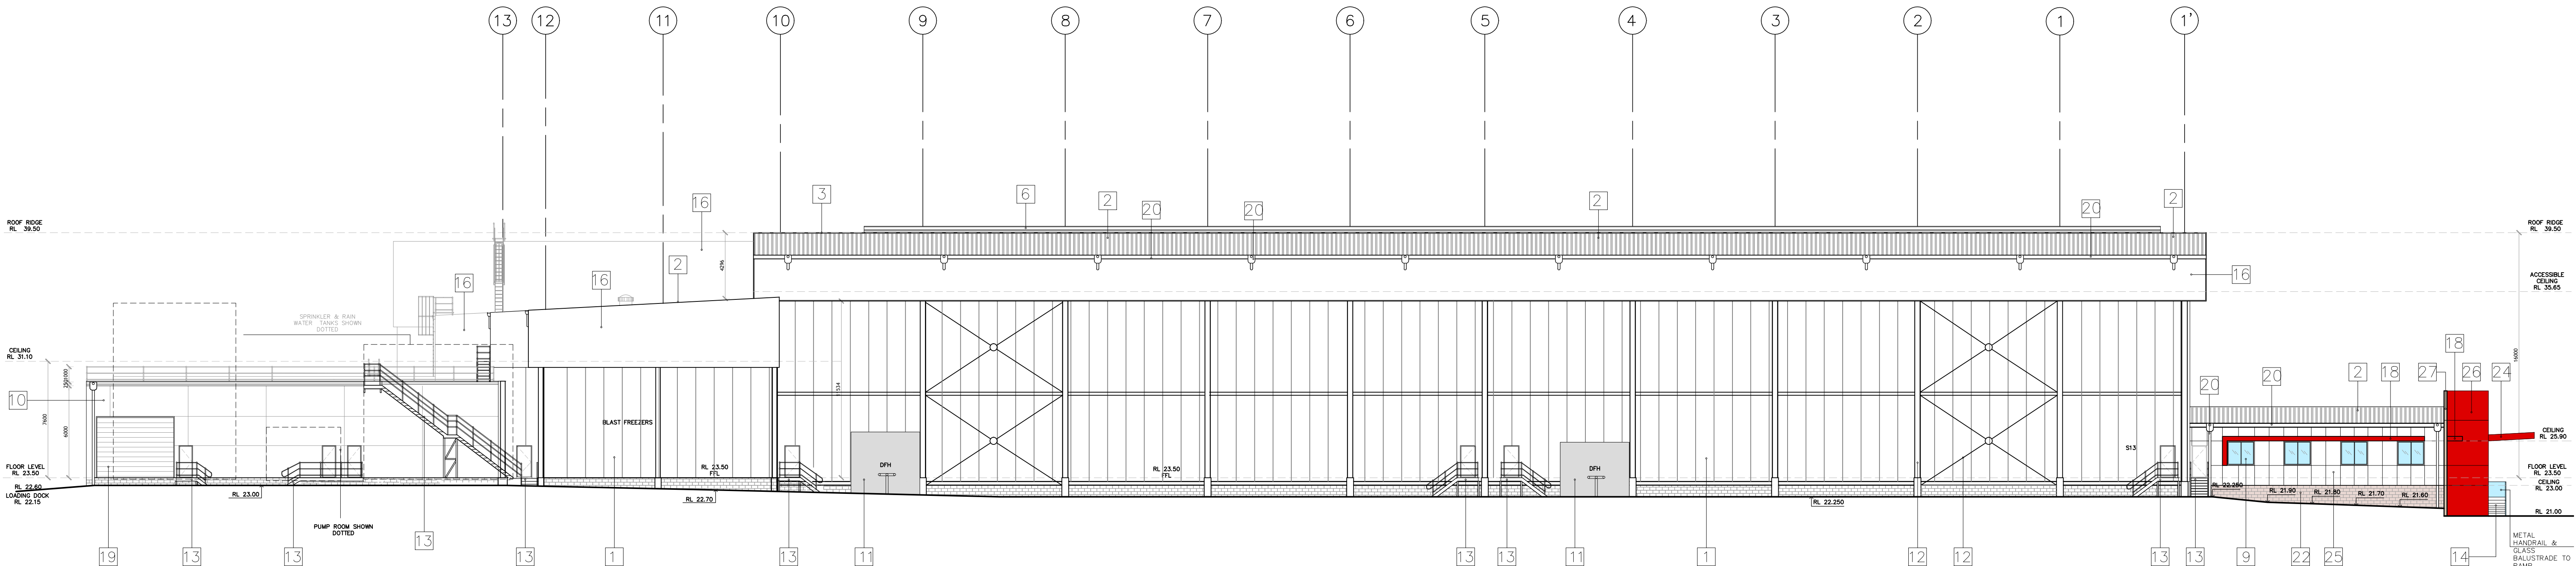 13 12 11 10 9 8 7 6 5 4 3 2 1 1'
16 3 6 2 20 20 2 20 2
ROOF RIDGE
RL 39.50
ROOF RIDGE
RL 39.50
4296
16 16 2
16
ACCESSIBLE
CEILING
RL 35.65
SPRINKLER & RAIN
WATER TANKS SHOWN
DOTTED
16000
CEILING
RL 31.10
18
20 20 2 18 27 26 24
1000
250
7600
6000
10
BLAST FREEZERS
S13
CEILING
RL 25.90
FLOOR LEVEL
RL 23.50
RL 23.50
FFL
DFH
RL 23.50
FFL
DFH
FLOOR LEVEL
RL 23.50
CEILING
RL 23.00
RL 22.60
LOADING DOCK
RL 22.15
RL 23.00
RL 22.70
RL 22.250
RL 22.250
RL 21.90
RL 21.80
RL 21.70
RL 21.60
RL 21.00
PUMP ROOM SHOWN
DOTTED
13
19 13 13 13 1 13 11 13 13 11 1 12 12 13 13 9 22 25 14
METAL
HANDRAIL &
GLASS
BALUSTRADE TO
RAMP